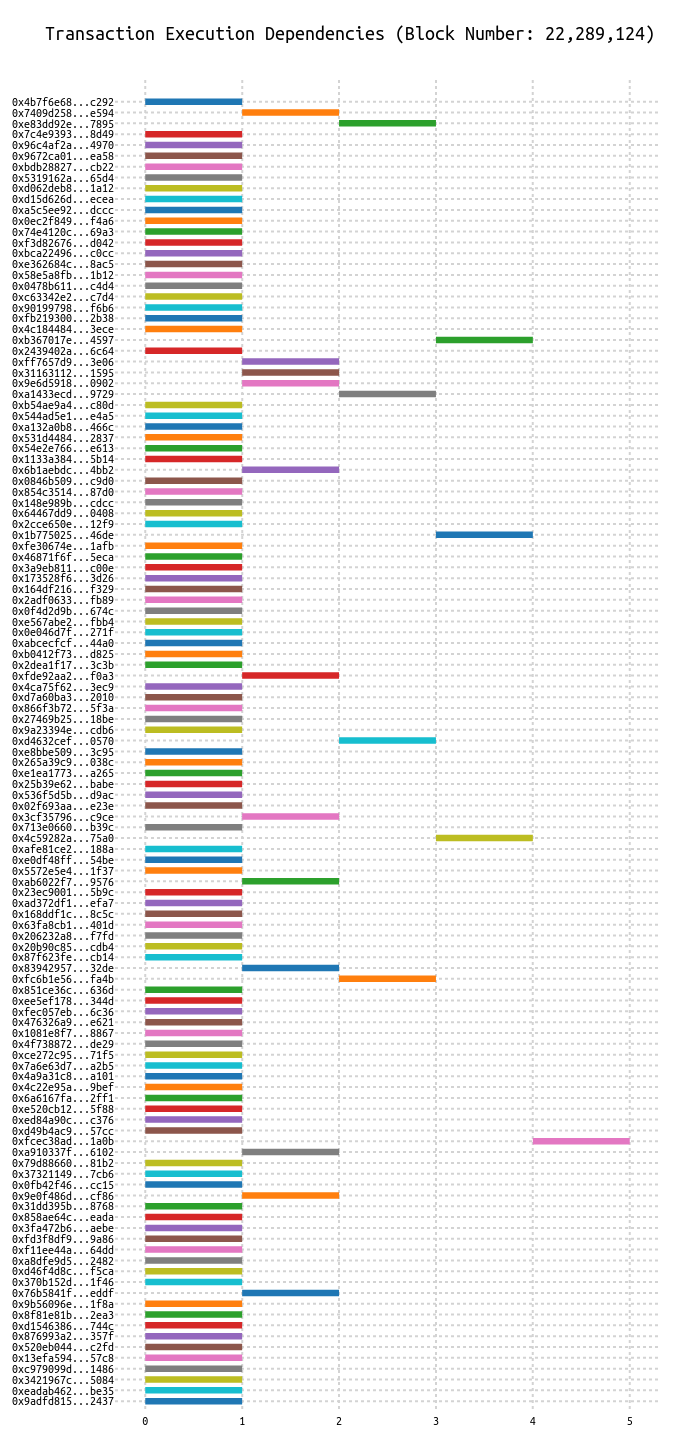 Transaction Execution Dependencies (Block Number: 22,289,124)
0x4b7f6e68...c292
0x7409d258...e594
0xe83dd92e...7895
0x7c4e9393...8d49
0x96c4af2a...4970
0x9672ca01...ea58
0xbdb28827...cb22
0x5319162a...65d4
0xd062deb8...1a12
0xd15d626d...ecea
0xa5c5ee92...dccc
0x0ec2f849...f4a6
0x74e4120c...69a3
0xf3d82676...d042
0xbca22496...c0cc
0xe362684c...8ac5
0x58e5a8fb...1b12
0x0478b611...c4d4
0xc63342e2...c7d4
0x90199798...f6b6
0xfb219300...2b38
0x4c184484...3ece
0xb367017e...4597
0x2439402a...6c64
0xff7657d9...3e06
0x31163112...1595
0x9e6d5918...0902
0xa1433ecd...9729
0xb54ae9a4...c80d
0x544ad5e1...e4a5
0xa132a0b8...466c
0x531d4484...2837
0x54e2e766...e613
0x1133a384...5b14
0x6b1aebdc...4bb2
0x0846b509...c9d0
0x854c3514...87d0
0x148e989b...cdcc
0x64467dd9...0408
0x2cce650e...12f9
0x1b775025...46de
0xfe30674e...1afb
0x46871f6f...5eca
0x3a9eb811...c00e
0x173528f6...3d26
0x164df216...f329
0x2adf0633...fb89
0x0f4d2d9b...674c
0xe567abe2...fbb4
0x0e046d7f...271f
0xabcecfcf...44a0
0xb0412f73...d825
0x2dea1f17...3c3b
0xfde92aa2...f0a3
0x4ca75f62...3ec9
0xd7a60ba3...2010
0x866f3b72...5f3a
0x27469b25...18be
0x9a23394e...cdb6
0xd4632cef...0570
0xe8bbe509...3c95
0x265a39c9...038c
0xe1ea1773...a265
0x25b39e62...babe
0x536f5d5b...d9ac
0x02f693aa...e23e
0x3cf35796...c9ce
0x713e0660...b39c
0x4c59282a...75a0
0xafe81ce2...188a
0xe0df48ff...54be
0x5572e5e4...1f37
0xab6022f7...9576
0x23ec9001...5b9c
0xad372df1...efa7
0x168ddf1c...8c5c
0x63fa8cb1...401d
0x206232a8...f7fd
0x20b90c85...cdb4
0x87f623fe...cb14
0x83942957...32de
0xfc6b1e56...fa4b
0x851ce36c...636d
0xee5ef178...344d
0xfec057eb...6c36
0x476326a9...e621
0x1081e8f7...8867
0x4f738872...de29
0xce272c95...71f5
0x7a6e63d7...a2b5
0x4a9a31c8...a101
0x4c22e95a...9bef
0x6a6167fa...2ff1
0xe520cb12...5f88
0xed84a90c...c376
0xd49b4ac9...57cc
0xfcec38ad...1a0b
0xa910337f...6102
0x79d88660...81b2
0x37321149...7cb6
0x0fb42f46...cc15
0x9e0f486d...cf86
0x31dd395b...8768
0x858ae64c...eada
0x3fa472b6...aebe
0xfd3f8df9...9a86
0xf11ee44a...64dd
0xa8dfe9d5...2482
0xd46f4d8c...f5ca
0x370b152d...1f46
0x76b5841f...eddf
0x9b56096e...1f8a
0x8f81e81b...2ea3
0xd1546386...744c
0x876993a2...357f
0x520eb044...c2fd
0x13efa594...57c8
0xc979099d...1486
0x3421967c...5084
0xeadab462...be35
0x9adfd815...2437
0 1 2 3 4 5